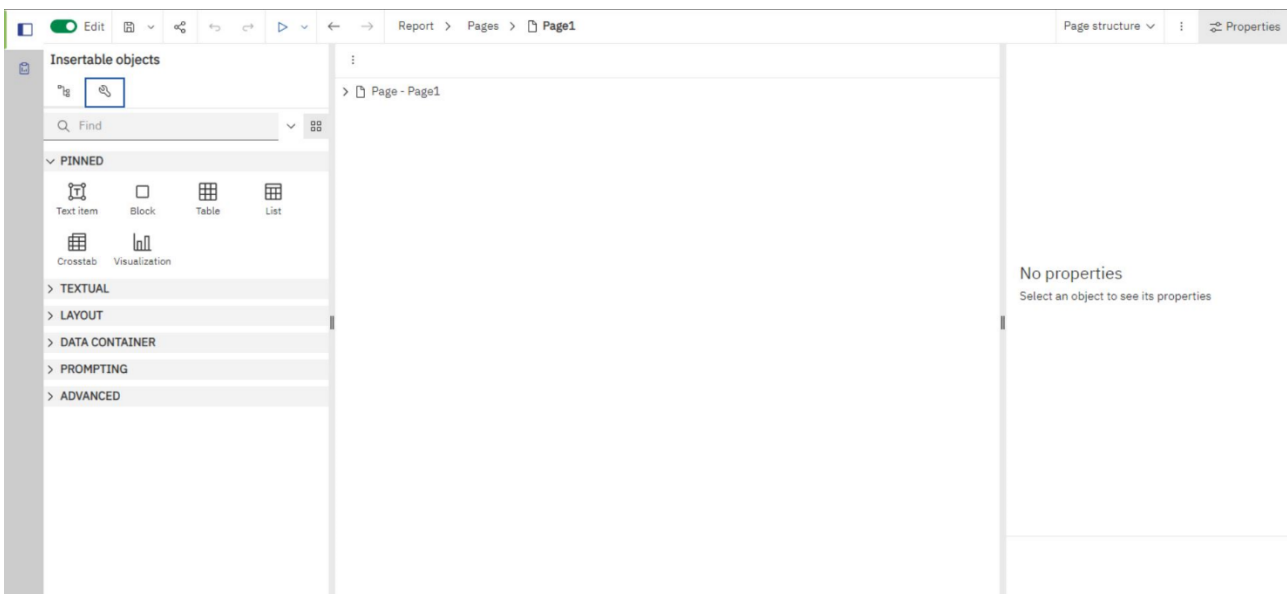 Edit
Report > Pages > Page1
Page structure
Properties
Insertable objects
Find
PINNED
Text item Block Table List
Crosstab Visualization
TEXTUAL
LAYOUT
DATA CONTAINER
PROMPTING
ADVANCED
Page - Page1
No properties
Select an object to see its properties